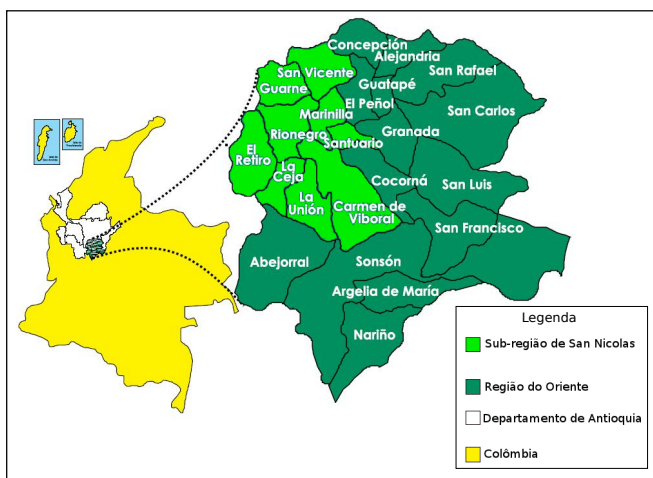 Concepción
Alejandria
San Vicente
San Rafael
Guarne
Guatapé
El Peñol
Marinilla
San Carlos
Rionegro
Granada
Santuario
El
Retiro
La
Ceja
Cocorná
San Luis
La
Unión
Carmen de
Viboral
San Francisco
Abejorral
Sonsón
Argelia de María
Nariño
Legenda
Sub-região de San Nicolas
Região do Oriente
Departamento de Antioquia
Colômbia